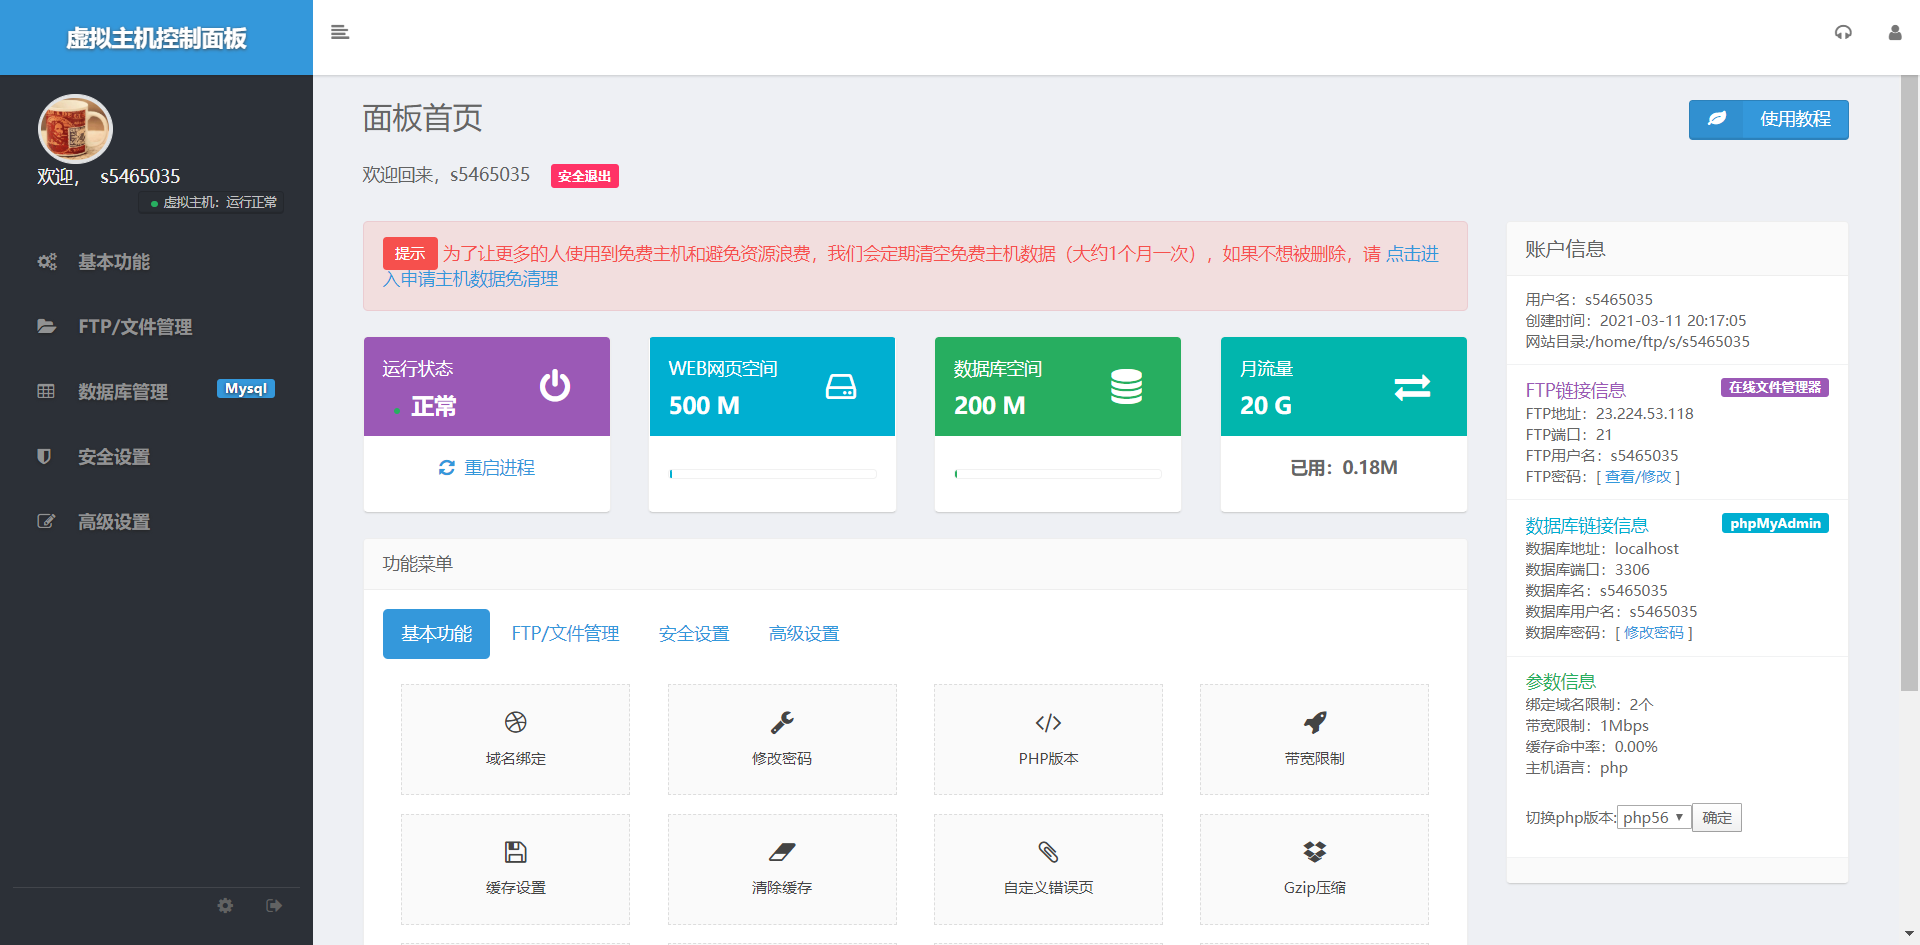 虚拟主机控制面板
欢迎， s5465035
虚拟主机：运行正常
基本功能
FTP/文件管理
数据库管理 Mysql
安全设置
高级设置
面板首页
使用教程
欢迎回来，s5465035 安全退出
提示 为了让更多的人使用到免费主机和避免资源浪费，我们会定期清空免费主机数据（大约1个月一次），如果不想被删除，请 点击进
入申请主机数据免清理
运行状态
正常
重启进程
WEB网页空间
500 M
数据库空间
200 M
月流量
20 G
已用：0.18M
功能菜单
基本功能 FTP/文件管理 安全设置 高级设置
域名绑定 修改密码 PHP版本 带宽限制
缓存设置 清除缓存 自定义错误页 Gzip压缩
账户信息
用户名：s5465035
创建时间：2021-03-11 20:17:05
网站目录:/home/ftp/s/s5465035
FTP链接信息 在线文件管理器
FTP地址：23.224.53.118
FTP端口：21
FTP用户名：s5465035
FTP密码：[ 查看/修改 ]
数据库链接信息 phpMyAdmin
数据库地址：localhost
数据库端口：3306
数据库名：s5465035
数据库用户名：s5465035
数据库密码：[ 修改密码 ]
参数信息
绑定域名限制：2个
带宽限制：1Mbps
缓存命中率：0.00%
主机语言：php
切换php版本:php56 确定